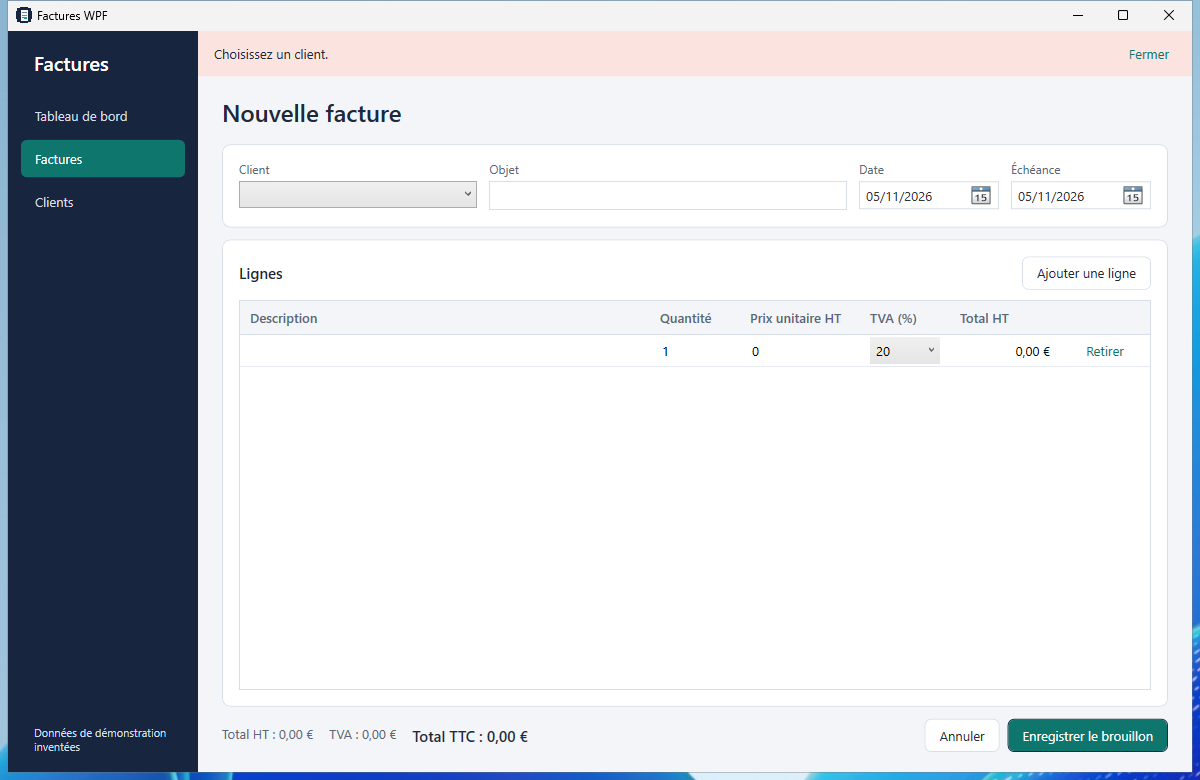 Factures WPF
Factures
Tableau de bord
Factures
Clients
Données de démonstration
inventées
Choisissez un client.
Fermer
Nouvelle facture
Client
Objet
Date
Échéance
05/11/2026
15
05/11/2026
15
Lignes
Ajouter une ligne
Description
Quantité
Prix unitaire HT
TVA (%)
Total HT
1
0
20
0,00 €
Retirer
Total HT : 0,00 €
TVA : 0,00 €
Total TTC : 0,00 €
Annuler
Enregistrer le brouillon